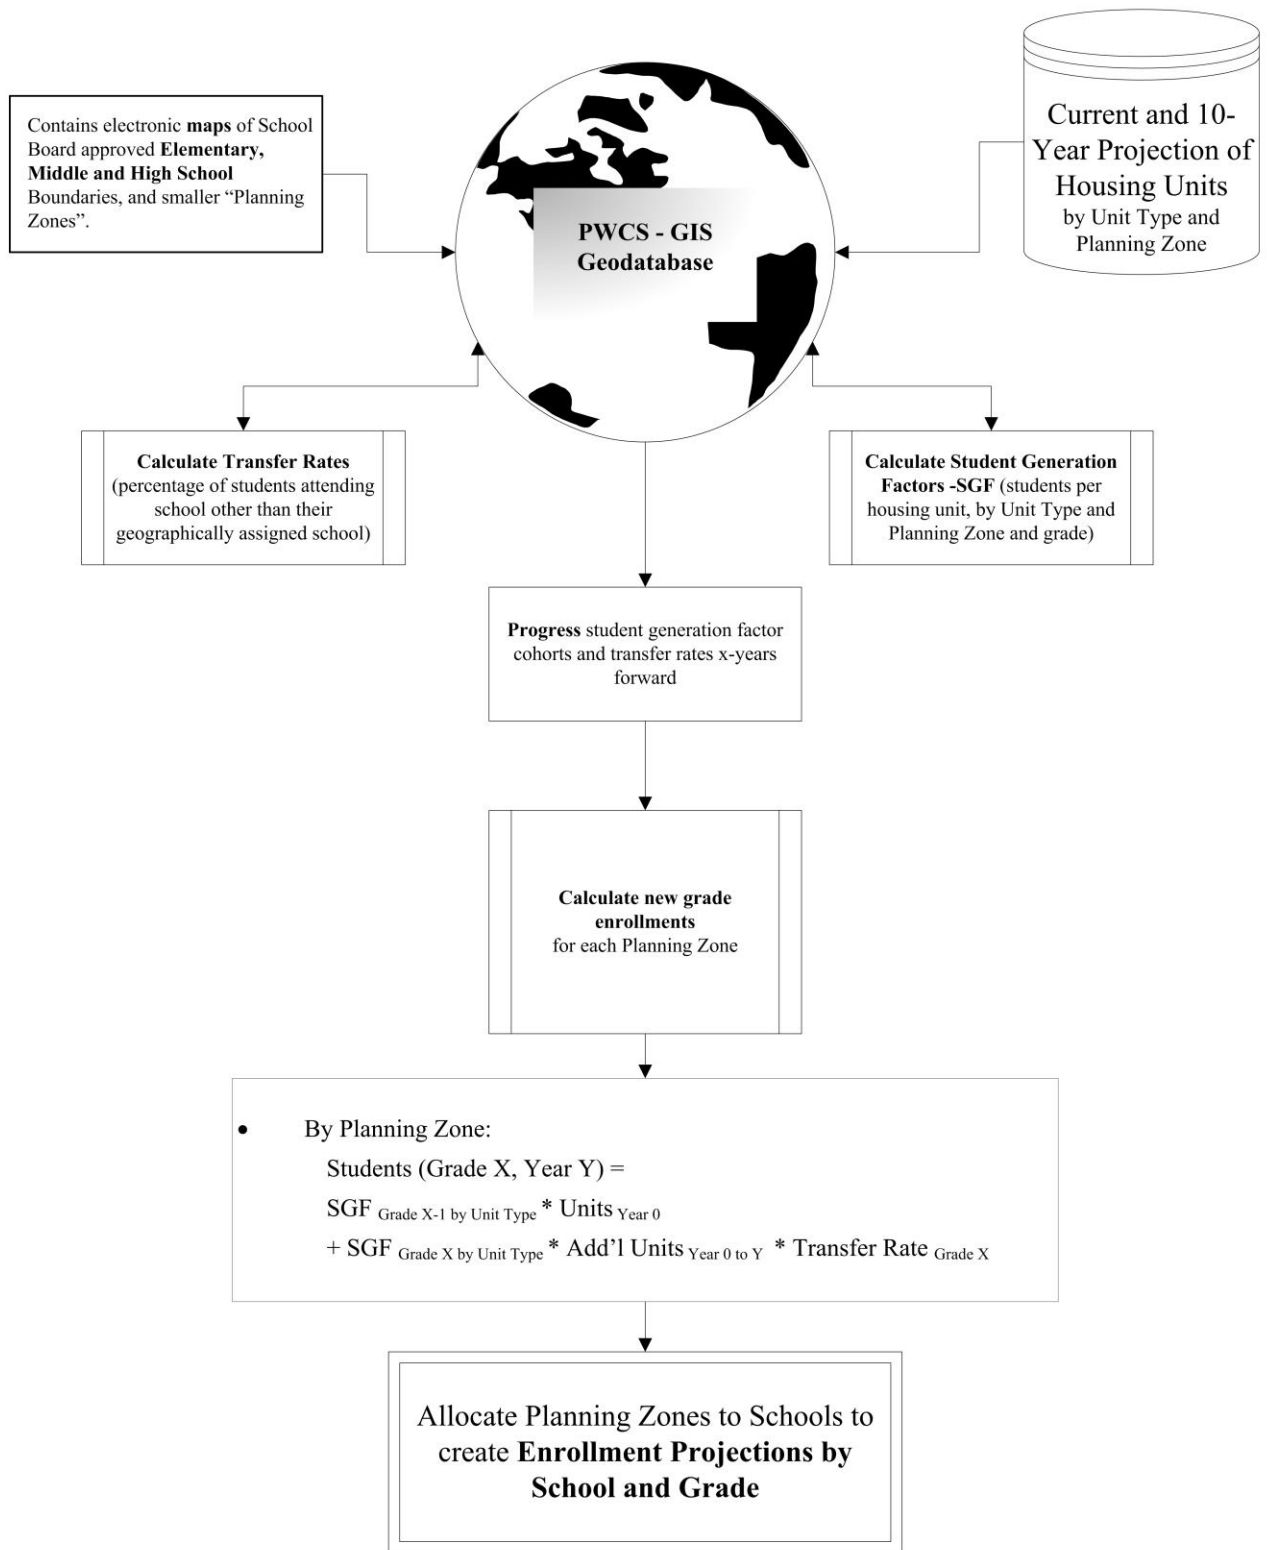 Contains electronic maps of School
Board approved Elementary,
Middle and High School
Boundaries, and smaller “Planning
Zones”.
PWCS - GIS
Geodatabase
Current and 10-
Year Projection of
Housing Units
by Unit Type and
Planning Zone
Calculate Transfer Rates
(percentage of students attending
school other than their
geographically assigned school)
Calculate Student Generation
Factors -SGF (students per
housing unit, by Unit Type and
Planning Zone and grade)
Progress student generation factor
cohorts and transfer rates x-years
forward
Calculate new grade
enrollments
for each Planning Zone
• By Planning Zone:
Students (Grade X, Year Y) =
SGF Grade X-1 by Unit Type * Units Year 0
+ SGF Grade X by Unit Type * Add’l Units Year 0 to Y * Transfer Rate Grade X
Allocate Planning Zones to Schools to
create Enrollment Projections by
School and Grade